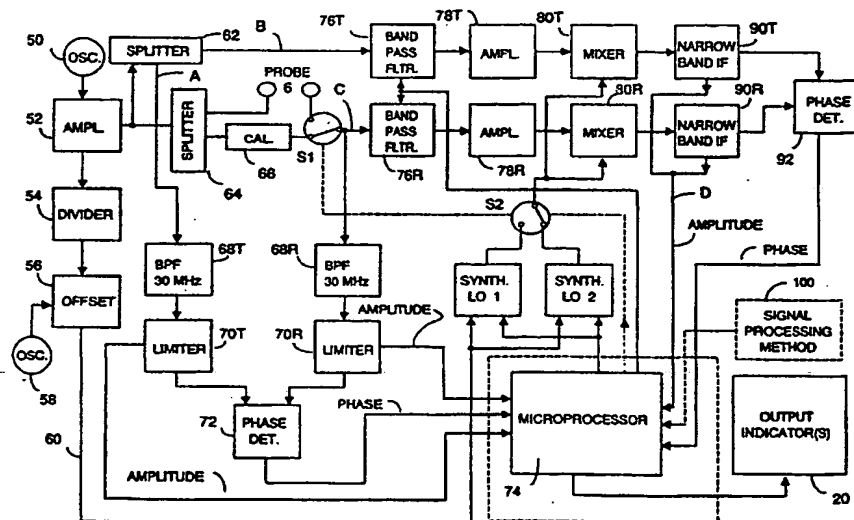 50
OSC.
SPLITTER
62
B
76T
BAND
PASS
FLTR.
78T
AMPL.
80T
MIXER
90T
NARROW
BAND IF
A
PROBE
6
C
52
AMPL.
SPLITTER
64
CAL.
66
S1
BAND
PASS
FLTR.
76R
AMPL.
78R
80R
MIXER
90R
NARROW
BAND IF
PHASE
DET.
92
54
DIVIDER
S2
D
AMPLITUDE
56
OFFSET
BPF
30 MHz
68T
68R
BPF
30 MHz
SYNTH.
LO 1
SYNTH.
LO 2
PHASE
100
SIGNAL
PROCESSING
METHOD
OSC.
58
LIMITER
70T
70R
LIMITER
AMPLITUDE
60
72
PHASE
DET.
PHASE
MICROPROCESSOR
74
OUTPUT
INDICATOR(S)
20
AMPLITUDE